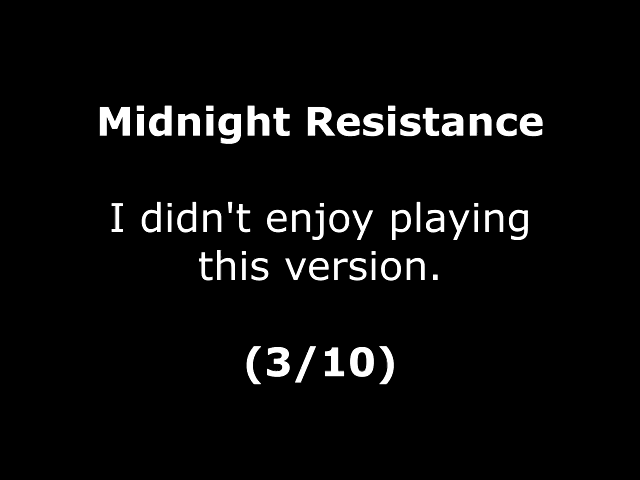 Midnight Resistance
I didn't enjoy playing
this version.
(3/10)